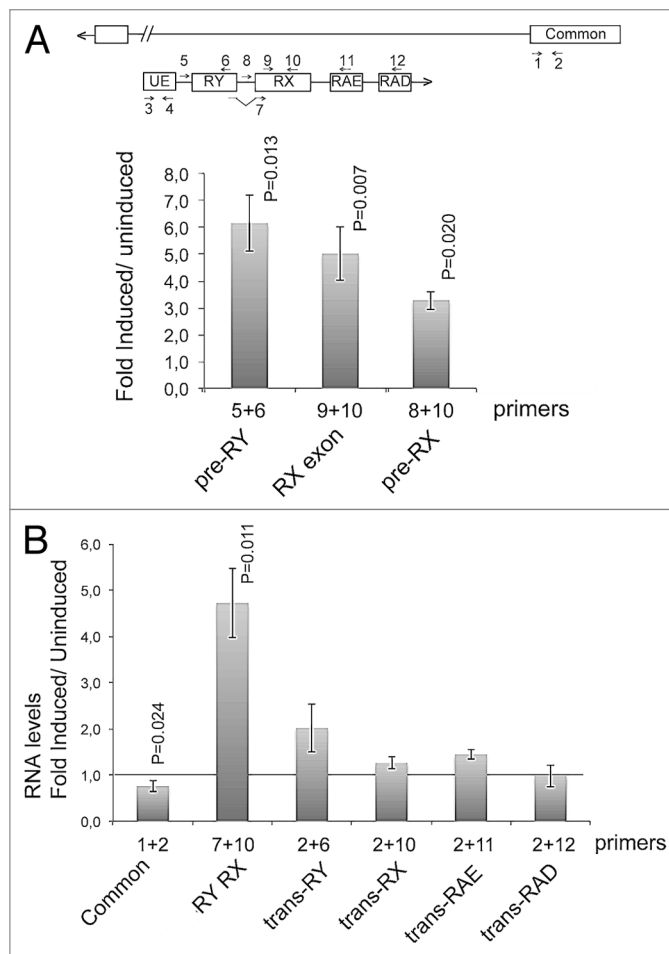 A
Common
1 2
5 6 8 9 10 11 12
UE RY RX RAE RAD
3 4 7
Fold Induced/ uninduced
8,0
7,0
6,0
5,0
4,0
3,0
2,0
1,0
0,0
P=0.013
P=0.007
P=0.020
5+6 9+10 8+10 primers
pre-RY
RX exon
pre-RX
B
RNA levels
Fold Induced/ Uninduced
6,0
5,0
4,0
3,0
2,0
1,0
0,0
P=0.024
P=0.011
1+2 7+10 2+6 2+10 2+11 2+12 primers
Common
RY RX
trans-RY
trans-RX
trans-RAE
trans-RAD